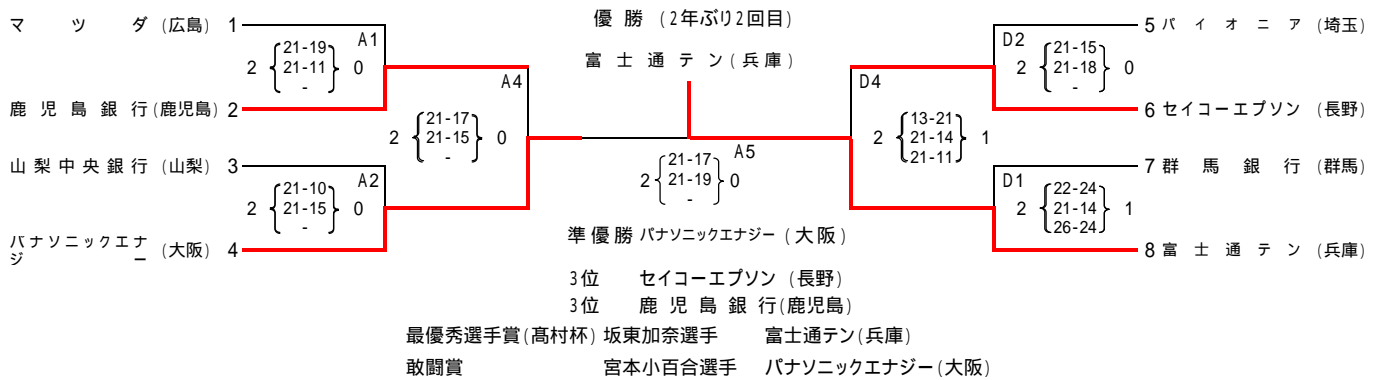 優 勝 (2年ぶり2回目)
富 士 通 テ ン (兵庫)
マ ツ ダ (広島) 1
A1
2 21-19 21-11 - 0
鹿 児 島 銀 行 (鹿児島) 2
A4
2 21-17 21-15 - 0
山 梨 中 央 銀 行 (山梨) 3
A2
2 21-10 21-15 - 0
パナソニックエナジー (大阪) 4
A5
2 21-17 21-19 - 0
5 パ イ オ ニ ア (埼玉)
D2
2 21-15 21-18 - 0
6 セイコーエプソン (長野)
D4
2 13-21 21-14 21-11 1
7 群 馬 銀 行 (群馬)
D1
2 22-24 21-14 26-24 1
8 富 士 通 テ ン (兵庫)
準優勝 パナソニックエナジー (大阪)
3位 セイコーエプソン (長野)
3位 鹿 児 島 銀 行(鹿児島)
最優秀選手賞(髙村杯) 坂東加奈選手 富士通テン(兵庫)
敢闘賞 宮本小百合選手 パナソニックエナジー(大阪)